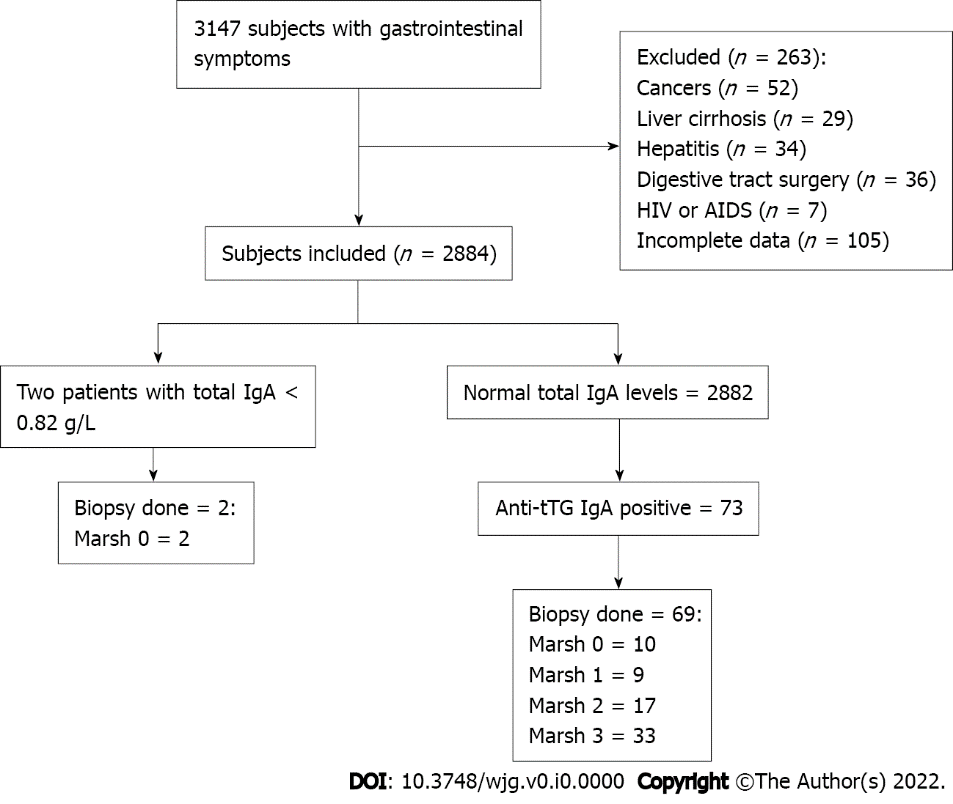 3147 subjects with gastrointestinal
symptoms
Excluded (n = 263):
Cancers (n = 52)
Liver cirrhosis (n = 29)
Hepatitis (n = 34)
Digestive tract surgery (n = 36)
HIV or AIDS (n = 7)
Incomplete data (n = 105)
Subjects included (n = 2884)
Two patients with total IgA <
0.82 g/L
Normal total IgA levels = 2882
Biopsy done = 2:
Marsh 0 = 2
Anti-tTG IgA positive = 73
Biopsy done = 69:
Marsh 0 = 10
Marsh 1 = 9
Marsh 2 = 17
Marsh 3 = 33
DOI: 10.3748/wjg.v0.i0.0000 Copyright ©The Author(s) 2022.